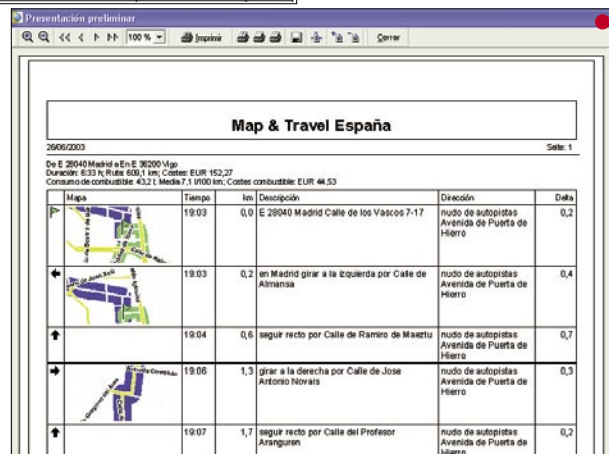 Presentación preliminar
100 % Imprimir Cerrar
Map & Travel España
26/06/2003 Seite: 1
De E 28040 Madrid a En E 36200 Vigo
Duración: 6:33 h; Ruta: 609,1 km; Costes: EUR 152,27
Consumo de combustible: 43,2 l; Media 7,1 l/100 km; Costes combustible: EUR 44,53
Mapa Tiempo km Descripción Dirección Delta
19:03 0,0 E 28040 Madrid Calle de los Vascos 7-17 nudo de autopistas 0,2
Avenida de Puerta de
Hierro
19:03 0,2 en Madrid girar a la izquierda por Calle de nudo de autopistas 0,4
Almansa Avenida de Puerta de
Hierro
19:04 0,6 seguir recto por Calle de Ramiro de Maeztu nudo de autopistas 0,7
Avenida de Puerta de
Hierro
19:06 1,3 girar a la derecha por Calle de Jose nudo de autopistas 0,3
Antonio Novais Avenida de Puerta de
Hierro
19:07 1,7 seguir recto por Calle del Profesor nudo de autopistas 0,2
Aranguren Avenida de Puerta de
Hierro